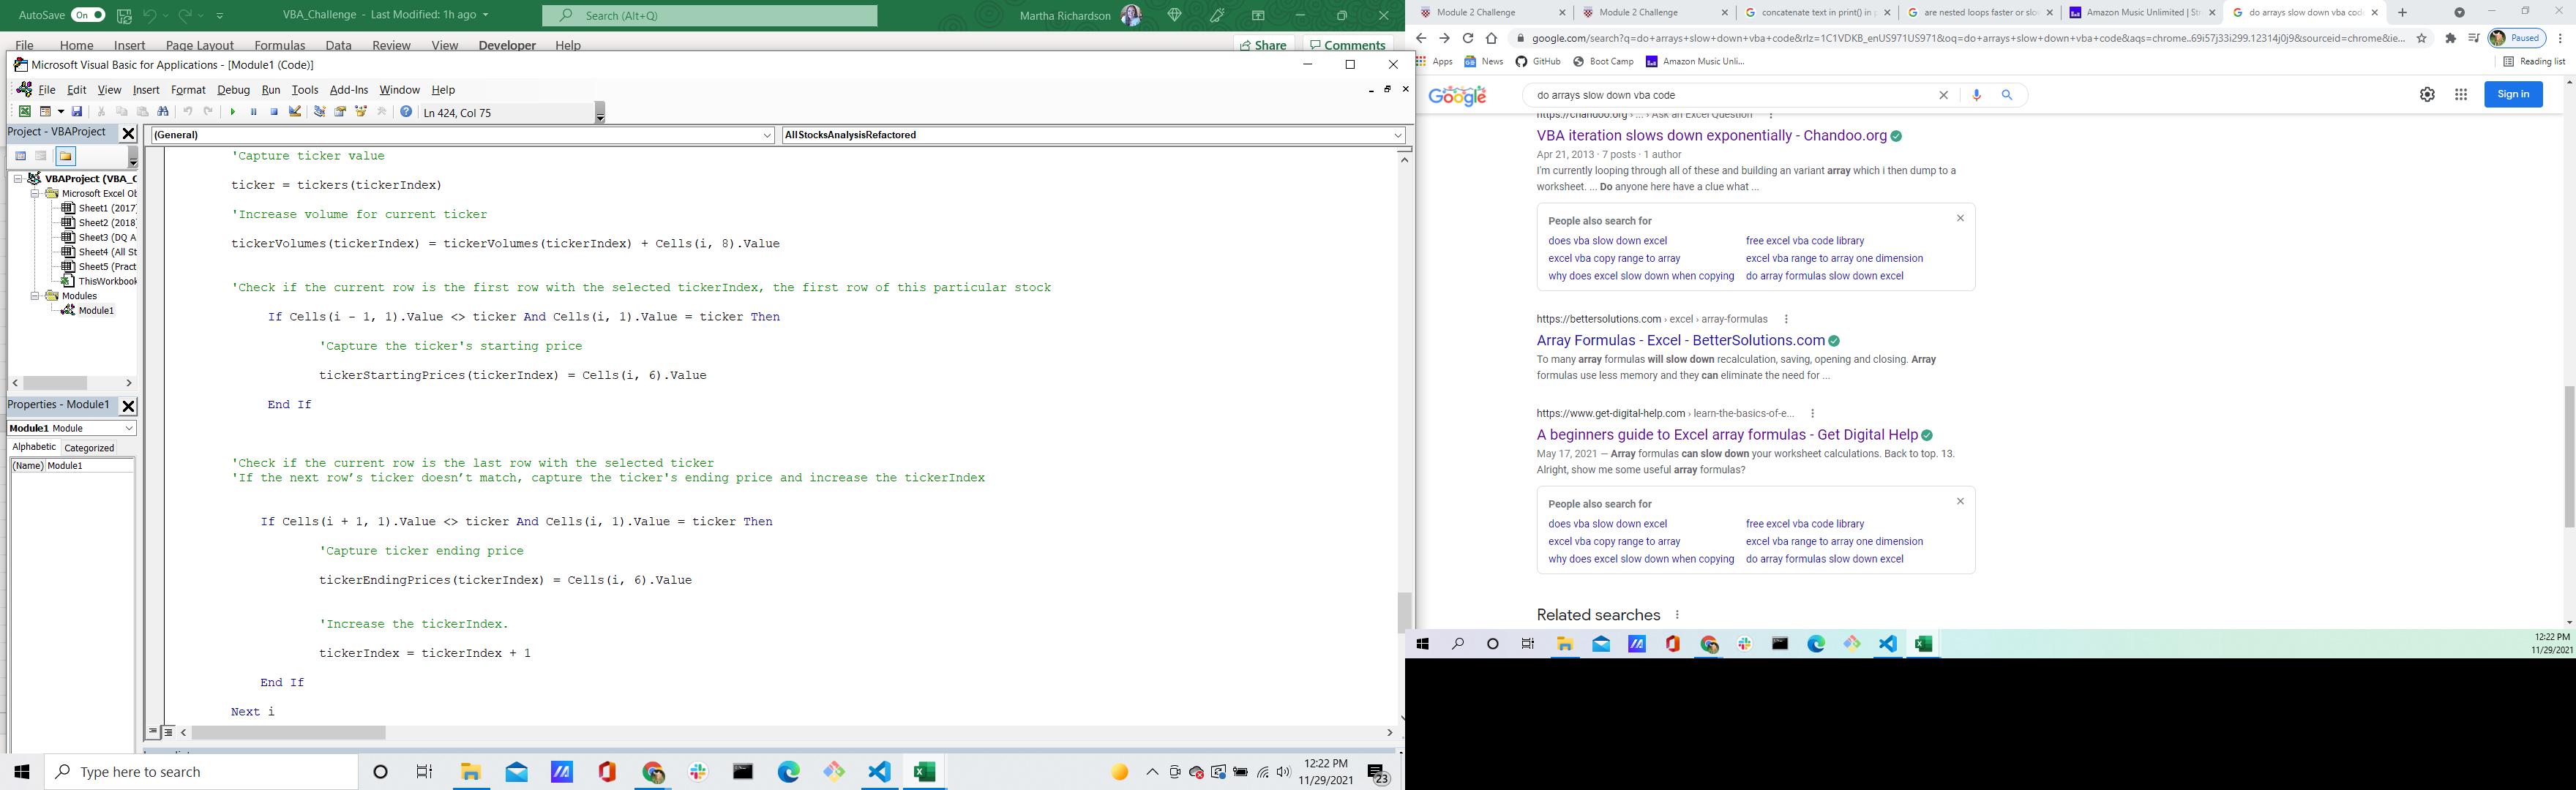 AutoSave On VBA_Challenge - Last Modified: 1h ago Search (Alt+Q) Martha Richardson
File Home Insert Page Layout Formulas Data Review View Developer Help Share Comments
Microsoft Visual Basic for Applications - [Module1 (Code)]
File Edit View Insert Format Debug Run Tools Add-Ins Window Help
Ln 424, Col 75
Project - VBAProject
VBAProject (VBA_C
Microsoft Excel Ob
Sheet1 (2017)
Sheet2 (2018)
Sheet3 (DQ A
Sheet4 (All St
Sheet5 (Pract
ThisWorkbook
Modules
Module1
Properties - Module1
Module1 Module
Alphabetic Categorized
(Name) Module1
(General) AllStocksAnalysisRefactored
'Capture ticker value
ticker = tickers(tickerIndex)
'Increase volume for current ticker
tickerVolumes(tickerIndex) = tickerVolumes(tickerIndex) + Cells(i, 8).Value
'Check if the current row is the first row with the selected tickerIndex, the first row of this particular stock
If Cells(i - 1, 1).Value <> ticker And Cells(i, 1).Value = ticker Then
'Capture the ticker's starting price
tickerStartingPrices(tickerIndex) = Cells(i, 6).Value
End If
'Check if the current row is the last row with the selected ticker
'If the next row’s ticker doesn’t match, capture the ticker's ending price and increase the tickerIndex
If Cells(i + 1, 1).Value <> ticker And Cells(i, 1).Value = ticker Then
'Capture ticker ending price
tickerEndingPrices(tickerIndex) = Cells(i, 6).Value
'Increase the tickerIndex.
tickerIndex = tickerIndex + 1
End If
Next i
Type here to search
12:22 PM
11/29/2021
23
Module 2 Challenge Module 2 Challenge concatenate text in print() in p are nested loops faster or slo Amazon Music Unlimited | St do arrays slow down vba cod
google.com/search?q=do+arrays+slow+down+vba+code&rlz=1C1VDKB_enUS971US971&oq=do+arrays+slow+down+vba+code&aqs=chrome..69i57j33i299.12314j0j9&sourceid=chrome&ie... Paused
Apps News GitHub Boot Camp Amazon Music Unli... Reading list
Google do arrays slow down vba code Sign in
https://chandoo.org › ... › Ask an Excel Question
VBA iteration slows down exponentially - Chandoo.org
Apr 21, 2013 · 7 posts · 1 author
I'm currently looping through all of these and building an variant array which i then dump to a
worksheet. ... Do anyone here have a clue what ...
People also search for
does vba slow down excel free excel vba code library
excel vba copy range to array excel vba range to array one dimension
why does excel slow down when copying do array formulas slow down excel
https://bettersolutions.com › excel › array-formulas
Array Formulas - Excel - BetterSolutions.com
To many array formulas will slow down recalculation, saving, opening and closing. Array
formulas use less memory and they can eliminate the need for ...
https://www.get-digital-help.com › learn-the-basics-of-e...
A beginners guide to Excel array formulas - Get Digital Help
May 17, 2021 — Array formulas can slow down your worksheet calculations. Back to top. 13.
Alright, show me some useful array formulas?
People also search for
does vba slow down excel free excel vba code library
excel vba copy range to array excel vba range to array one dimension
why does excel slow down when copying do array formulas slow down excel
Related searches
12:22 PM
11/29/2021